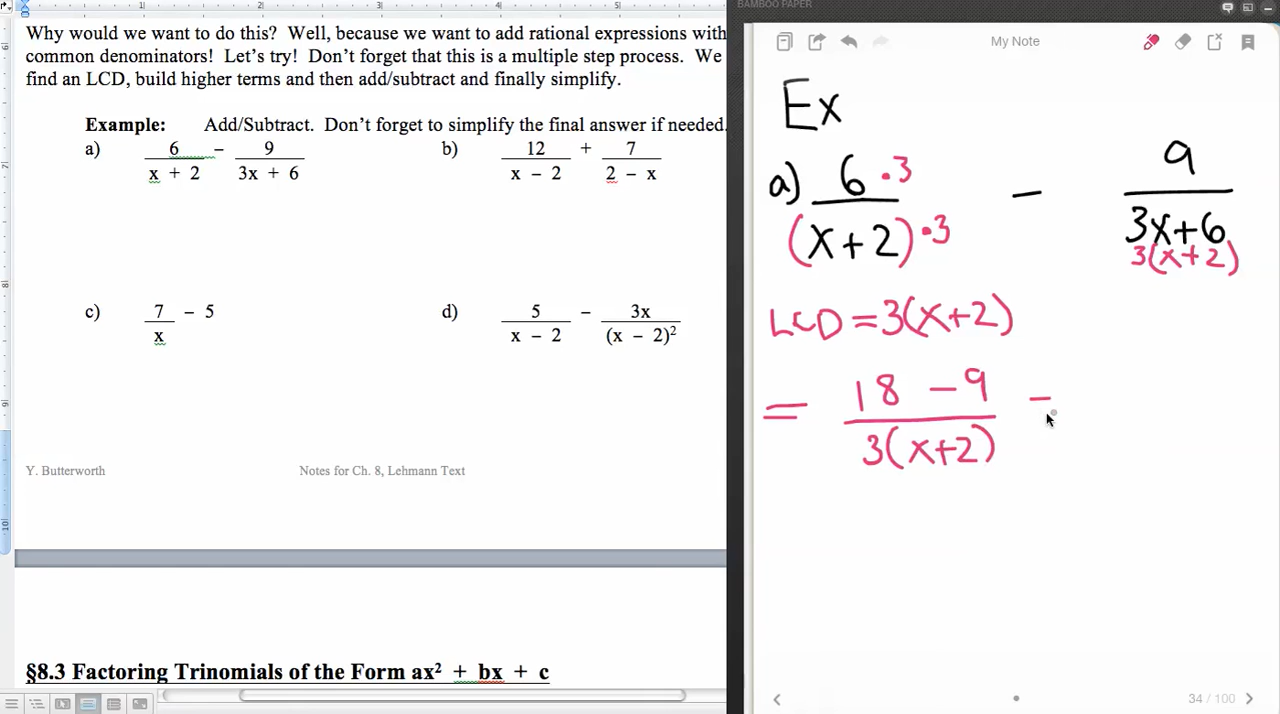 Why would we want to do this? Well, because we want to add rational expressions with
common denominators! Let's try! Don't forget that this is a multiple step process. We
find an LCD, build higher terms and then add/subtract and finally simplify.
Example: Add/Subtract. Don't forget to simplify the final answer if needed.
a) 6 − 9
x + 2 3x + 6
b) 12 + 7
x − 2 2 − x
c) 7 − 5
x
d) 5 − 3x
x − 2 (x − 2)²
Y. Butterworth Notes for Ch. 8, Lehmann Text
§8.3 Factoring Trinomials of the Form ax² + bx + c
BAMBOO PAPER
My Note
Ex
a) 6 · 3 − 9
(x+2) · 3 3x+6
3(x+2)
LCD = 3(x+2)
= 18 − 9 −
3(x+2)
34 / 100